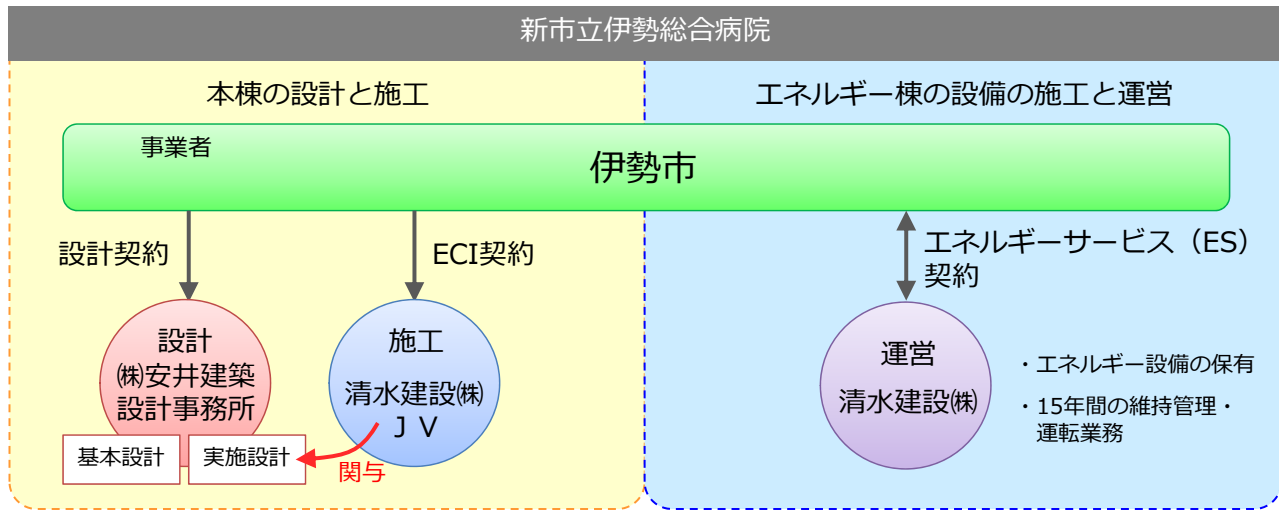 新市立伊勢総合病院
本棟の設計と施工
エネルギー棟の設備の施工と運営
事業者
伊勢市
設計契約
ECI契約
エネルギーサービス（ES）
契約
設計
㈱安井建築
設計事務所
基本設計
実施設計
施工
清水建設㈱
ＪＶ
関与
運営
清水建設㈱
・エネルギー設備の保有
・15年間の維持管理・
運転業務